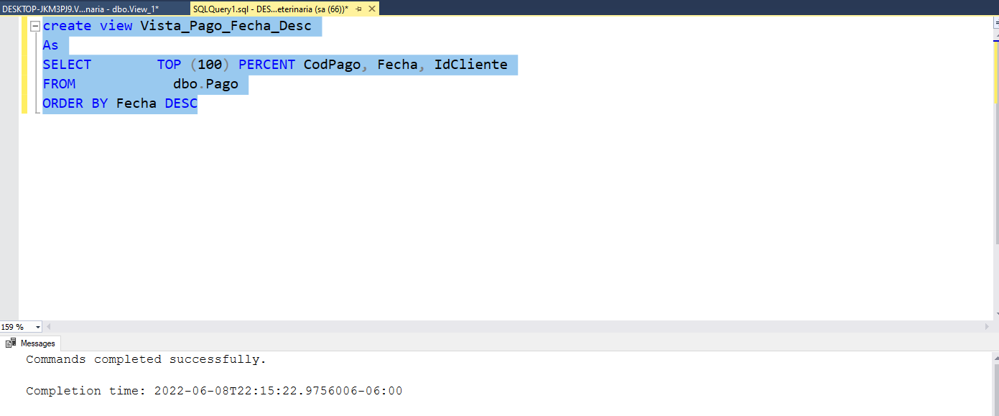 DESKTOP-JKM3PJ9.V...naria - dbo.View_1* SQLQuery1.sql - DES...eterinaria (sa (66))*
create view Vista_Pago_Fecha_Desc
As
SELECT TOP (100) PERCENT CodPago, Fecha, IdCliente
FROM dbo.Pago
ORDER BY Fecha DESC
159 %
Messages
Commands completed successfully.
Completion time: 2022-06-08T22:15:22.9756006-06:00